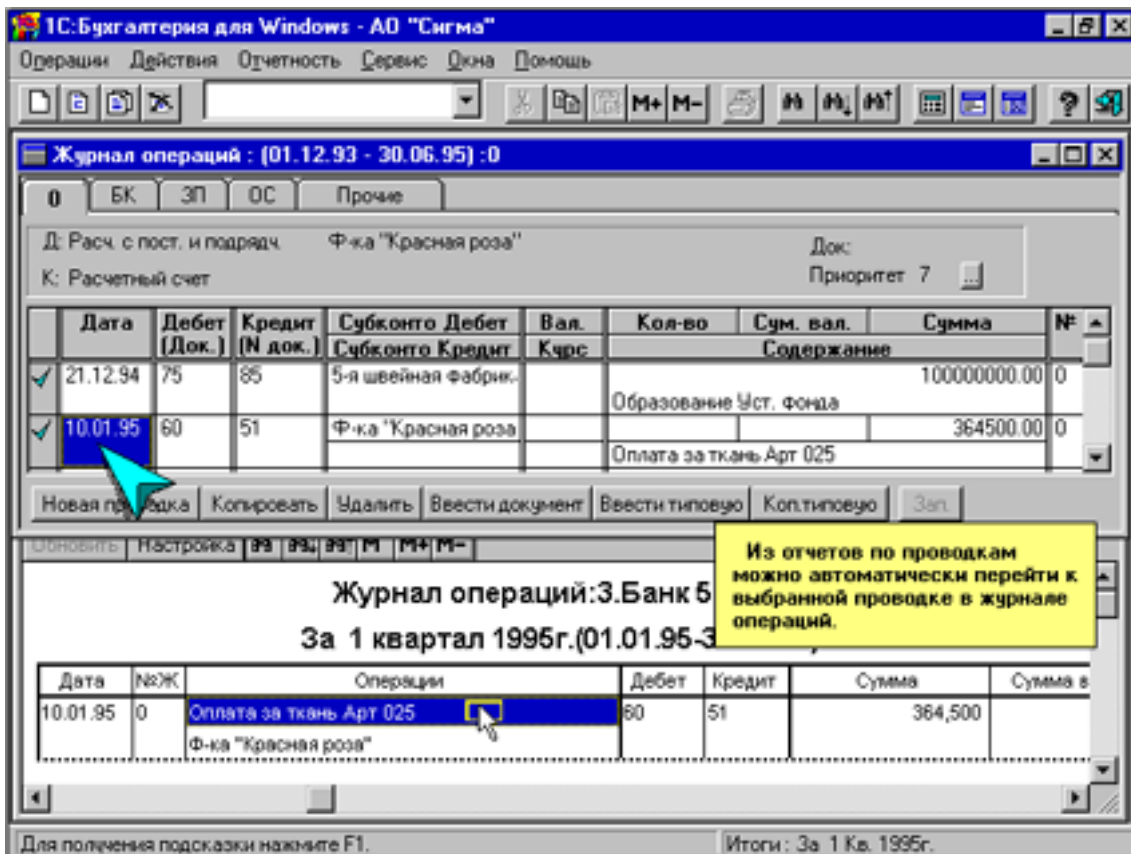 1С:Бухгалтерия для Windows - АО "Сигма"
Операции Действия Отчетность Сервис Окна Помощь
M+ M-
Журнал операций : (01.12.93 - 30.06.95) :0
0 БК ЗП ОС Прочие
Д: Расч. с пост. и подрядч. Ф-ка "Красная роза" Док:
К: Расчетный счет Приоритет 7 ...
Дата Дебет Кредит Субконто Дебет Вал. Кол-во Сум. вал. Сумма №
(Док.) (N док.) Субконто Кредит Курс Содержание
21.12.94 75 85 5-я швейная фабрик. 100000000.00 0
Образование Уст. фонда
10.01.95 60 51 Ф-ка "Красная роза 364500.00 0
Оплата за ткань Арт 025
Новая Копировать Удалить Ввести документ Ввести типовую Коп.типовую Зап.
Обновить Настройка M M+ M-
Из отчетов по проводкам
можно автоматически перейти к
выбранной проводке в журнале
операций.
Журнал операций:3.Банк 5
За 1 квартал 1995г.(01.01.95-3
Дата №Ж Операции Дебет Кредит Сумма Сумма в
10.01.95 0 Оплата за ткань Арт 025 60 51 364,500
Ф-ка "Красная роза"
Для получения подсказки нажмите F1. Итоги : За 1 Кв. 1995г.